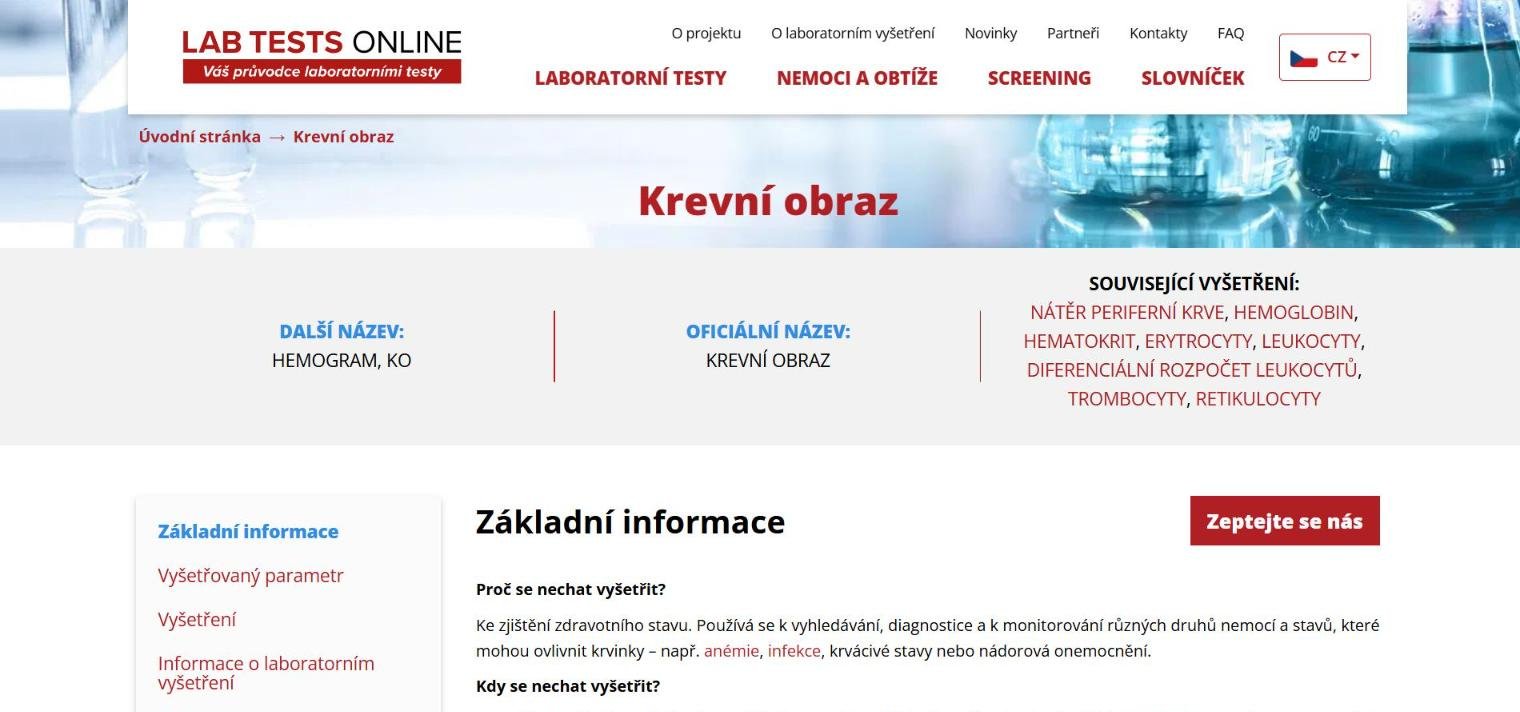 LAB TESTS ONLINE
Váš průvodce laboratorními testy
O projektu
O laboratorním vyšetření
Novinky
Partneři
Kontakty
FAQ
LABORATORNÍ TESTY
NEMOCI A OBTÍŽE
SCREENING
SLOVNÍČEK
CZ
Úvodní stránka → Krevní obraz
Krevní obraz
DALŠÍ NÁZEV:
HEMOGRAM, KO
OFICIÁLNÍ NÁZEV:
KREVNÍ OBRAZ
SOUVISEJÍCÍ VYŠETŘENÍ:
NÁTĚR PERIFERNÍ KRVE, HEMOGLOBIN,
HEMATOKRIT, ERYTROCYTY, LEUKOCYTY,
DIFERENCIÁLNÍ ROZPOČET LEUKOCYTŮ,
TROMBOCYTY, RETIKULOCYTY
Základní informace
Vyšetřovaný parametr
Vyšetření
Informace o laboratorním
vyšetření
Základní informace
Zeptejte se nás
Proč se nechat vyšetřit?
Ke zjištění zdravotního stavu. Používá se k vyhledávání, diagnostice a k monitorování různých druhů nemocí a stavů, které
mohou ovlivnit krvinky – např. anémie, infekce, krvácivé stavy nebo nádorová onemocnění.
Kdy se nechat vyšetřit?